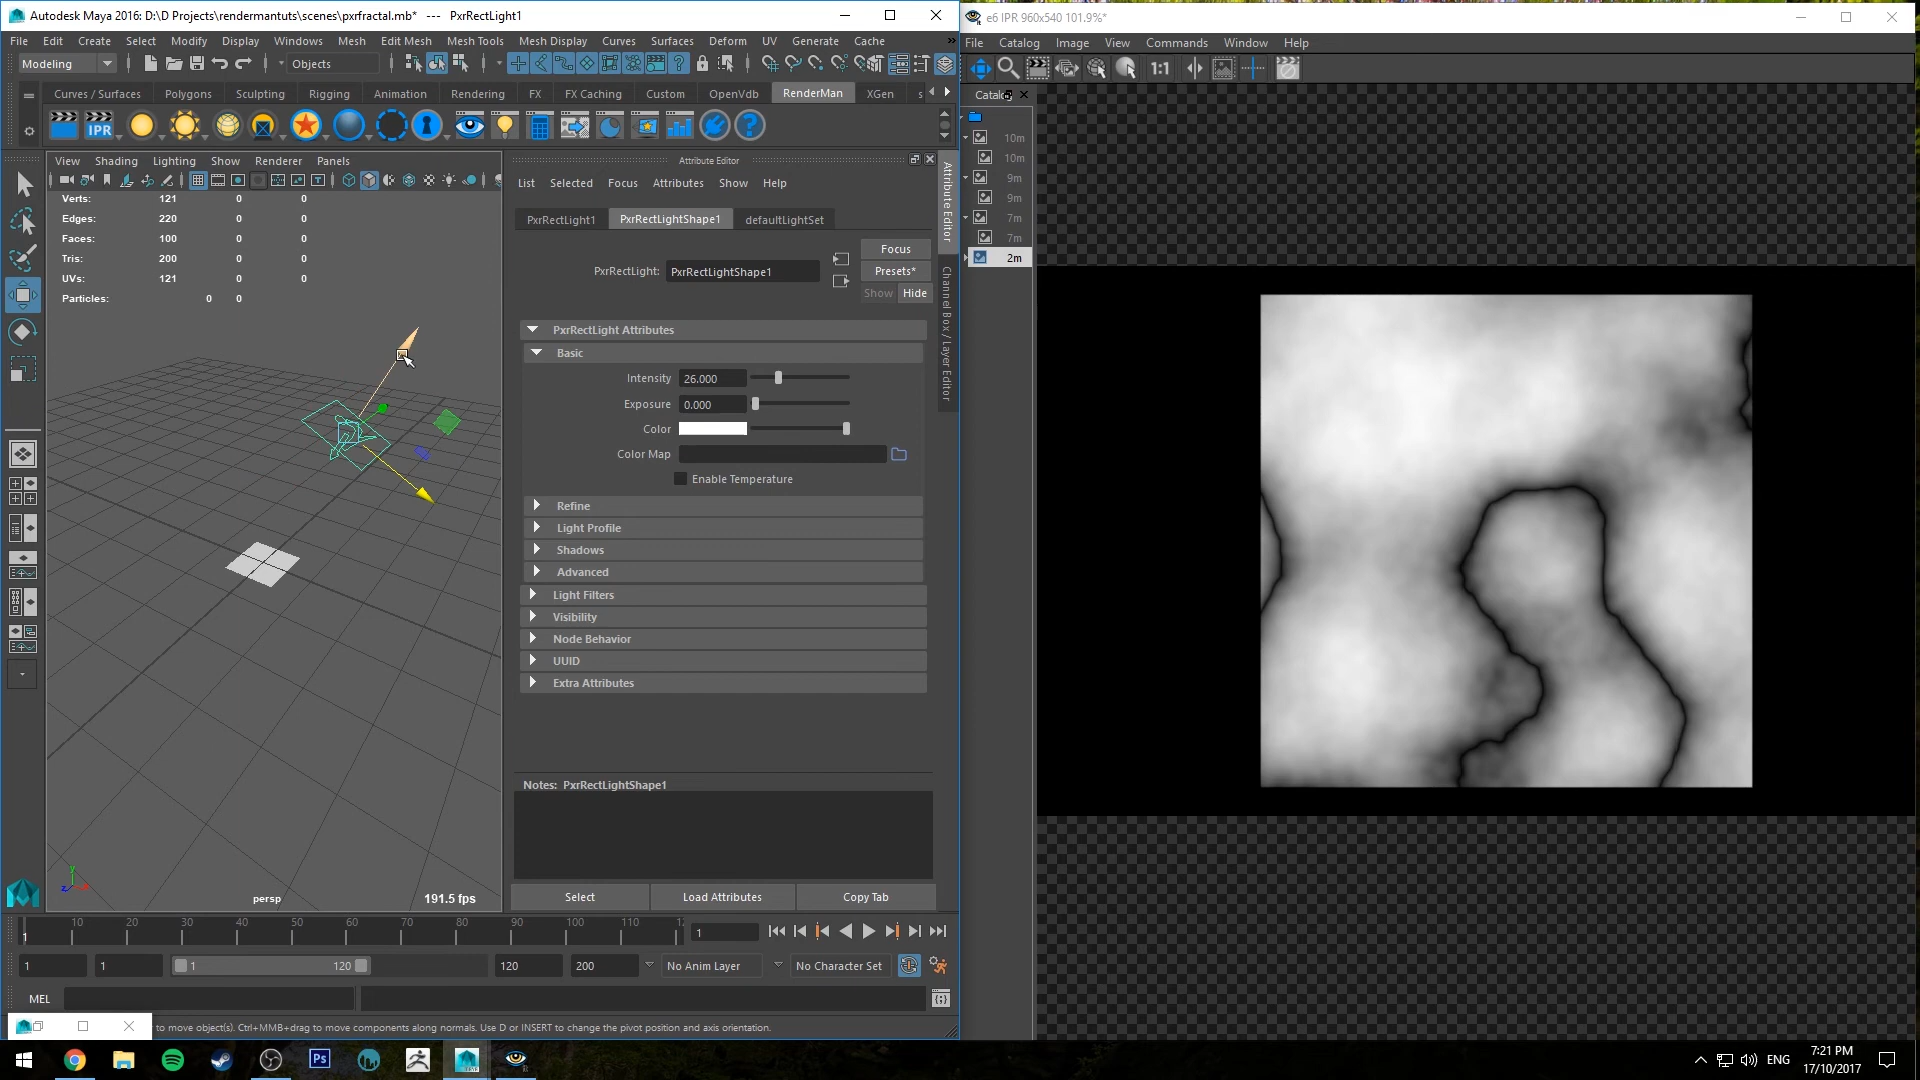 Autodesk Maya 2016: D:\D Projects\rendermantuts\scenes\pxrfractal.mb* --- PxrRectLight1
File Edit Create Select Modify Display Windows Mesh Edit Mesh Mesh Tools Mesh Display Curves Surfaces Deform UV Generate Cache
Modeling Objects
Curves / Surfaces Polygons Sculpting Rigging Animation Rendering FX FX Caching Custom OpenVdb RenderMan XGen s
IPR
View Shading Lighting Show Renderer Panels
Verts: 121 0 0
Edges: 220 0 0
Faces: 100 0 0
Tris: 200 0 0
UVs: 121 0 0
Particles: 0 0
persp
191.5 fps
Attribute Editor
List Selected Focus Attributes Show Help
PxrRectLight1 PxrRectLightShape1 defaultLightSet
Focus
PxrRectLight: PxrRectLightShape1
Presets*
Show Hide
PxrRectLight Attributes
Basic
Intensity 26.000
Exposure 0.000
Color
Color Map
Enable Temperature
Refine
Light Profile
Shadows
Advanced
Light Filters
Visibility
Node Behavior
UUID
Extra Attributes
Notes: PxrRectLightShape1
Select Load Attributes Copy Tab
Attribute Editor
Channel Box / Layer Editor
10 20 30 40 50 60 70 80 90 100 110 12
1
1
1 1 1 120 120 200 No Anim Layer No Character Set
MEL
to move object(s). Ctrl+MMB+drag to move components along normals. Use D or INSERT to change the pivot position and axis orientation.
e6 IPR 960x540 101.9%*
File Catalog Image View Commands Window Help
1:1
Catalog
10m
10m
9m
9m
7m
7m
2m
Ps
ENG
7:21 PM
17/10/2017